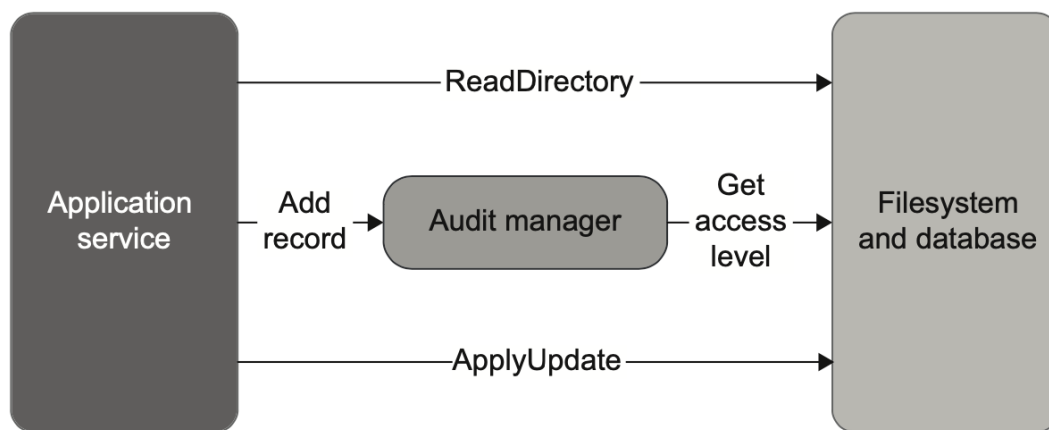 ReadDirectory
Application
service
Add
record
Audit manager
Get
access
level
Filesystem
and database
ApplyUpdate